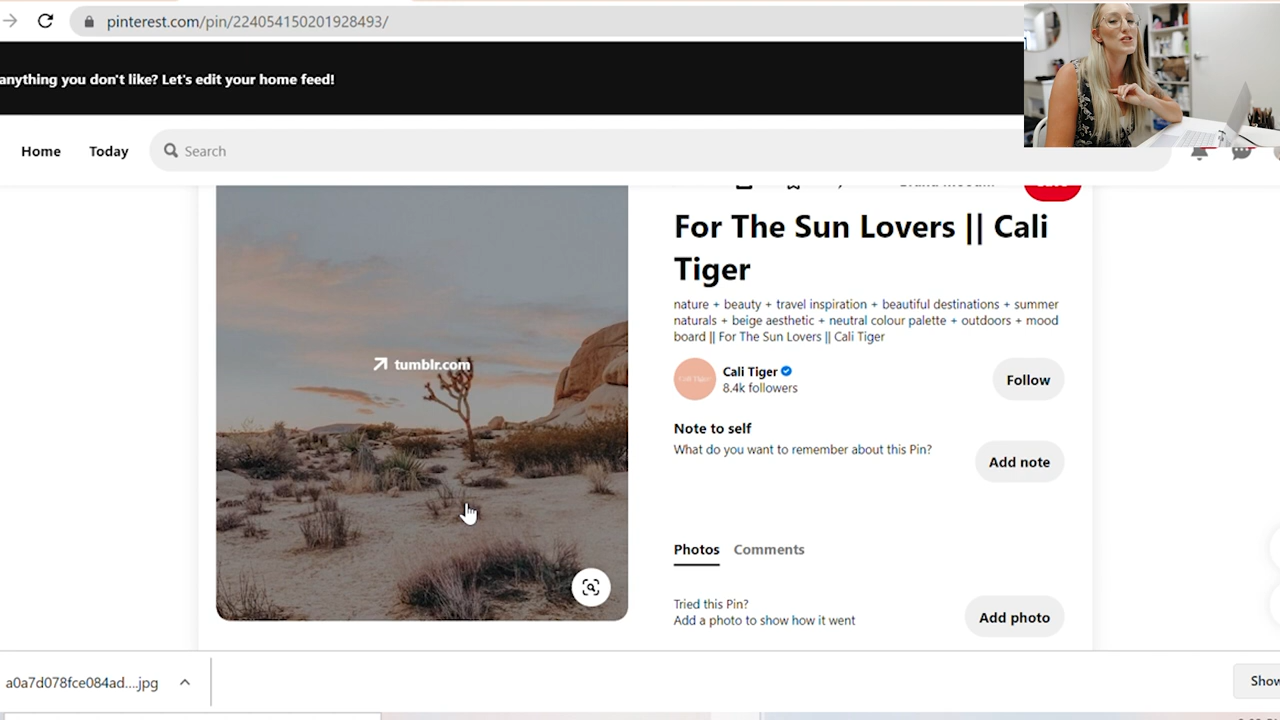 pinterest.com/pin/224054150201928493/
anything you don't like? Let's edit your home feed!
Home
Today
Search
For The Sun Lovers || Cali
Tiger
nature + beauty + travel inspiration + beautiful destinations + summer
naturals + beige aesthetic + neutral colour palette + outdoors + mood
board || For The Sun Lovers || Cali Tiger
tumblr.com
Cali Tiger
Cali Tiger
8.4k followers
Follow
Note to self
What do you want to remember about this Pin?
Add note
Photos
Comments
Tried this Pin?
Add a photo to show how it went
Add photo
a0a7d078fce084ad....jpg
Show